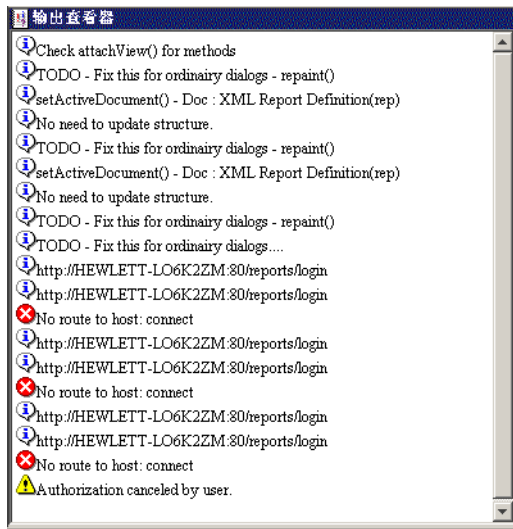 输出查看器
Check attachView() for methods
TODO - Fix this for ordinairy dialogs - repaint()
setActiveDocument() - Doc : XML Report Definition(rep)
No need to update structure.
TODO - Fix this for ordinairy dialogs - repaint()
setActiveDocument() - Doc : XML Report Definition(rep)
No need to update structure.
TODO - Fix this for ordinairy dialogs - repaint()
TODO - Fix this for ordinairy dialogs....
http://HEWLETT-LO6K2ZM:80/reports/login
http://HEWLETT-LO6K2ZM:80/reports/login
No route to host: connect
http://HEWLETT-LO6K2ZM:80/reports/login
http://HEWLETT-LO6K2ZM:80/reports/login
No route to host: connect
http://HEWLETT-LO6K2ZM:80/reports/login
http://HEWLETT-LO6K2ZM:80/reports/login
No route to host: connect
Authorization canceled by user.